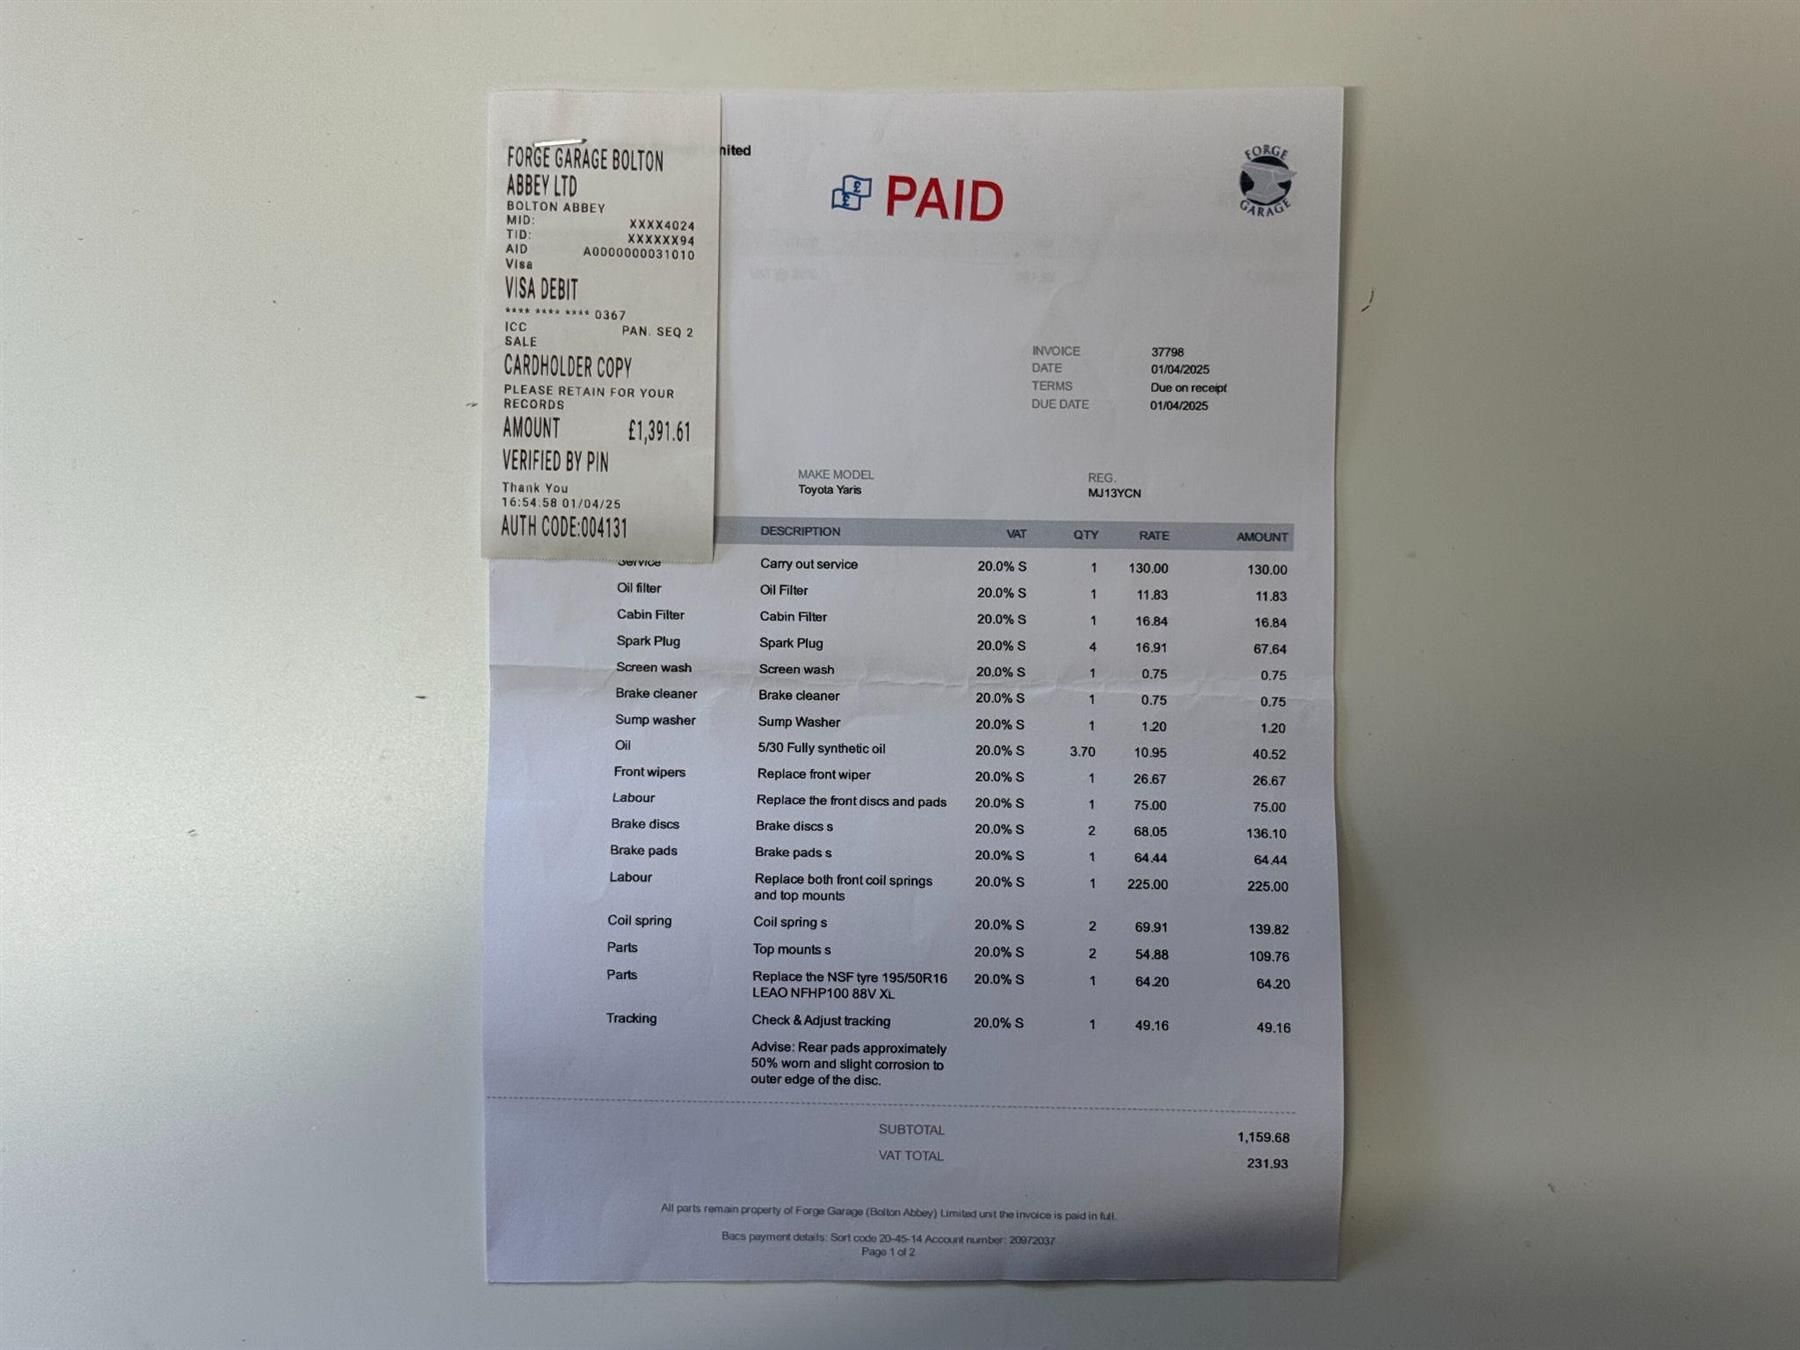 FORGE GARAGE BOLTON
ABBEY LTD
BOLTON ABBEY
MID: XXXX4024
TID: XXXXXX94
AID A0000000031010
Visa
VISA DEBIT
**** **** **** 0367
ICC PAN. SEQ 2
SALE
CARDHOLDER COPY
PLEASE RETAIN FOR YOUR
RECORDS
AMOUNT £1,391.61
VERIFIED BY PIN
Thank You
16:54:58 01/04/25
AUTH CODE:004131
nited
PAID
FORGE
GARAGE
INVOICE 37798
DATE 01/04/2025
TERMS Due on receipt
DUE DATE 01/04/2025
MAKE MODEL REG.
Toyota Yaris MJ13YCN
DESCRIPTION VAT QTY RATE AMOUNT
Service Carry out service 20.0% S 1 130.00 130.00
Oil filter Oil Filter 20.0% S 1 11.83 11.83
Cabin Filter Cabin Filter 20.0% S 1 16.84 16.84
Spark Plug Spark Plug 20.0% S 4 16.91 67.64
Screen wash Screen wash 20.0% S 1 0.75 0.75
Brake cleaner Brake cleaner 20.0% S 1 0.75 0.75
Sump washer Sump Washer 20.0% S 1 1.20 1.20
Oil 5/30 Fully synthetic oil 20.0% S 3.70 10.95 40.52
Front wipers Replace front wiper 20.0% S 1 26.67 26.67
Labour Replace the front discs and pads 20.0% S 1 75.00 75.00
Brake discs Brake discs s 20.0% S 2 68.05 136.10
Brake pads Brake pads s 20.0% S 1 64.44 64.44
Labour Replace both front coil springs 20.0% S 1 225.00 225.00
and top mounts
Coil spring Coil spring s 20.0% S 2 69.91 139.82
Parts Top mounts s 20.0% S 2 54.88 109.76
Parts Replace the NSF tyre 195/50R16 20.0% S 1 64.20 64.20
LEAO NFHP100 88V XL
Tracking Check & Adjust tracking 20.0% S 1 49.16 49.16
Advise: Rear pads approximately
50% worn and slight corrosion to
outer edge of the disc.
SUBTOTAL 1,159.68
VAT TOTAL 231.93
All parts remain property of Forge Garage (Bolton Abbey) Limited unit the invoice is paid in full.
Bacs payment details: Sort code 20-45-14 Account number: 20972037
Page 1 of 2